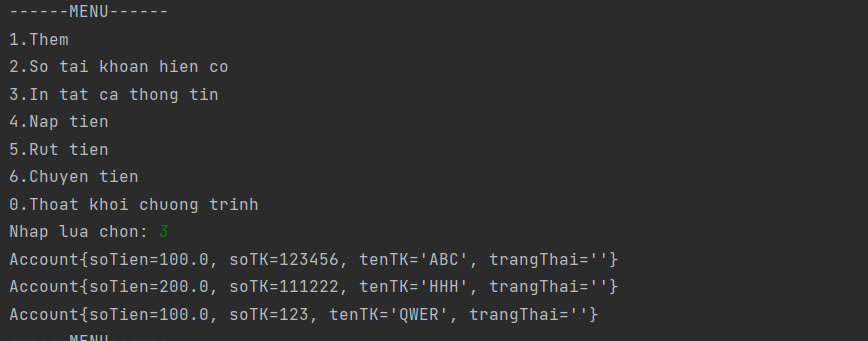 ------MENU------
1.Them
2.So tai khoan hien co
3.In tat ca thong tin
4.Nap tien
5.Rut tien
6.Chuyen tien
0.Thoat khoi chuong trinh
Nhap lua chon: 3
Account{soTien=100.0, soTK=123456, tenTK='ABC', trangThai=''}
Account{soTien=200.0, soTK=111222, tenTK='HHH', trangThai=''}
Account{soTien=100.0, soTK=123, tenTK='QWER', trangThai=''}
------MENU------